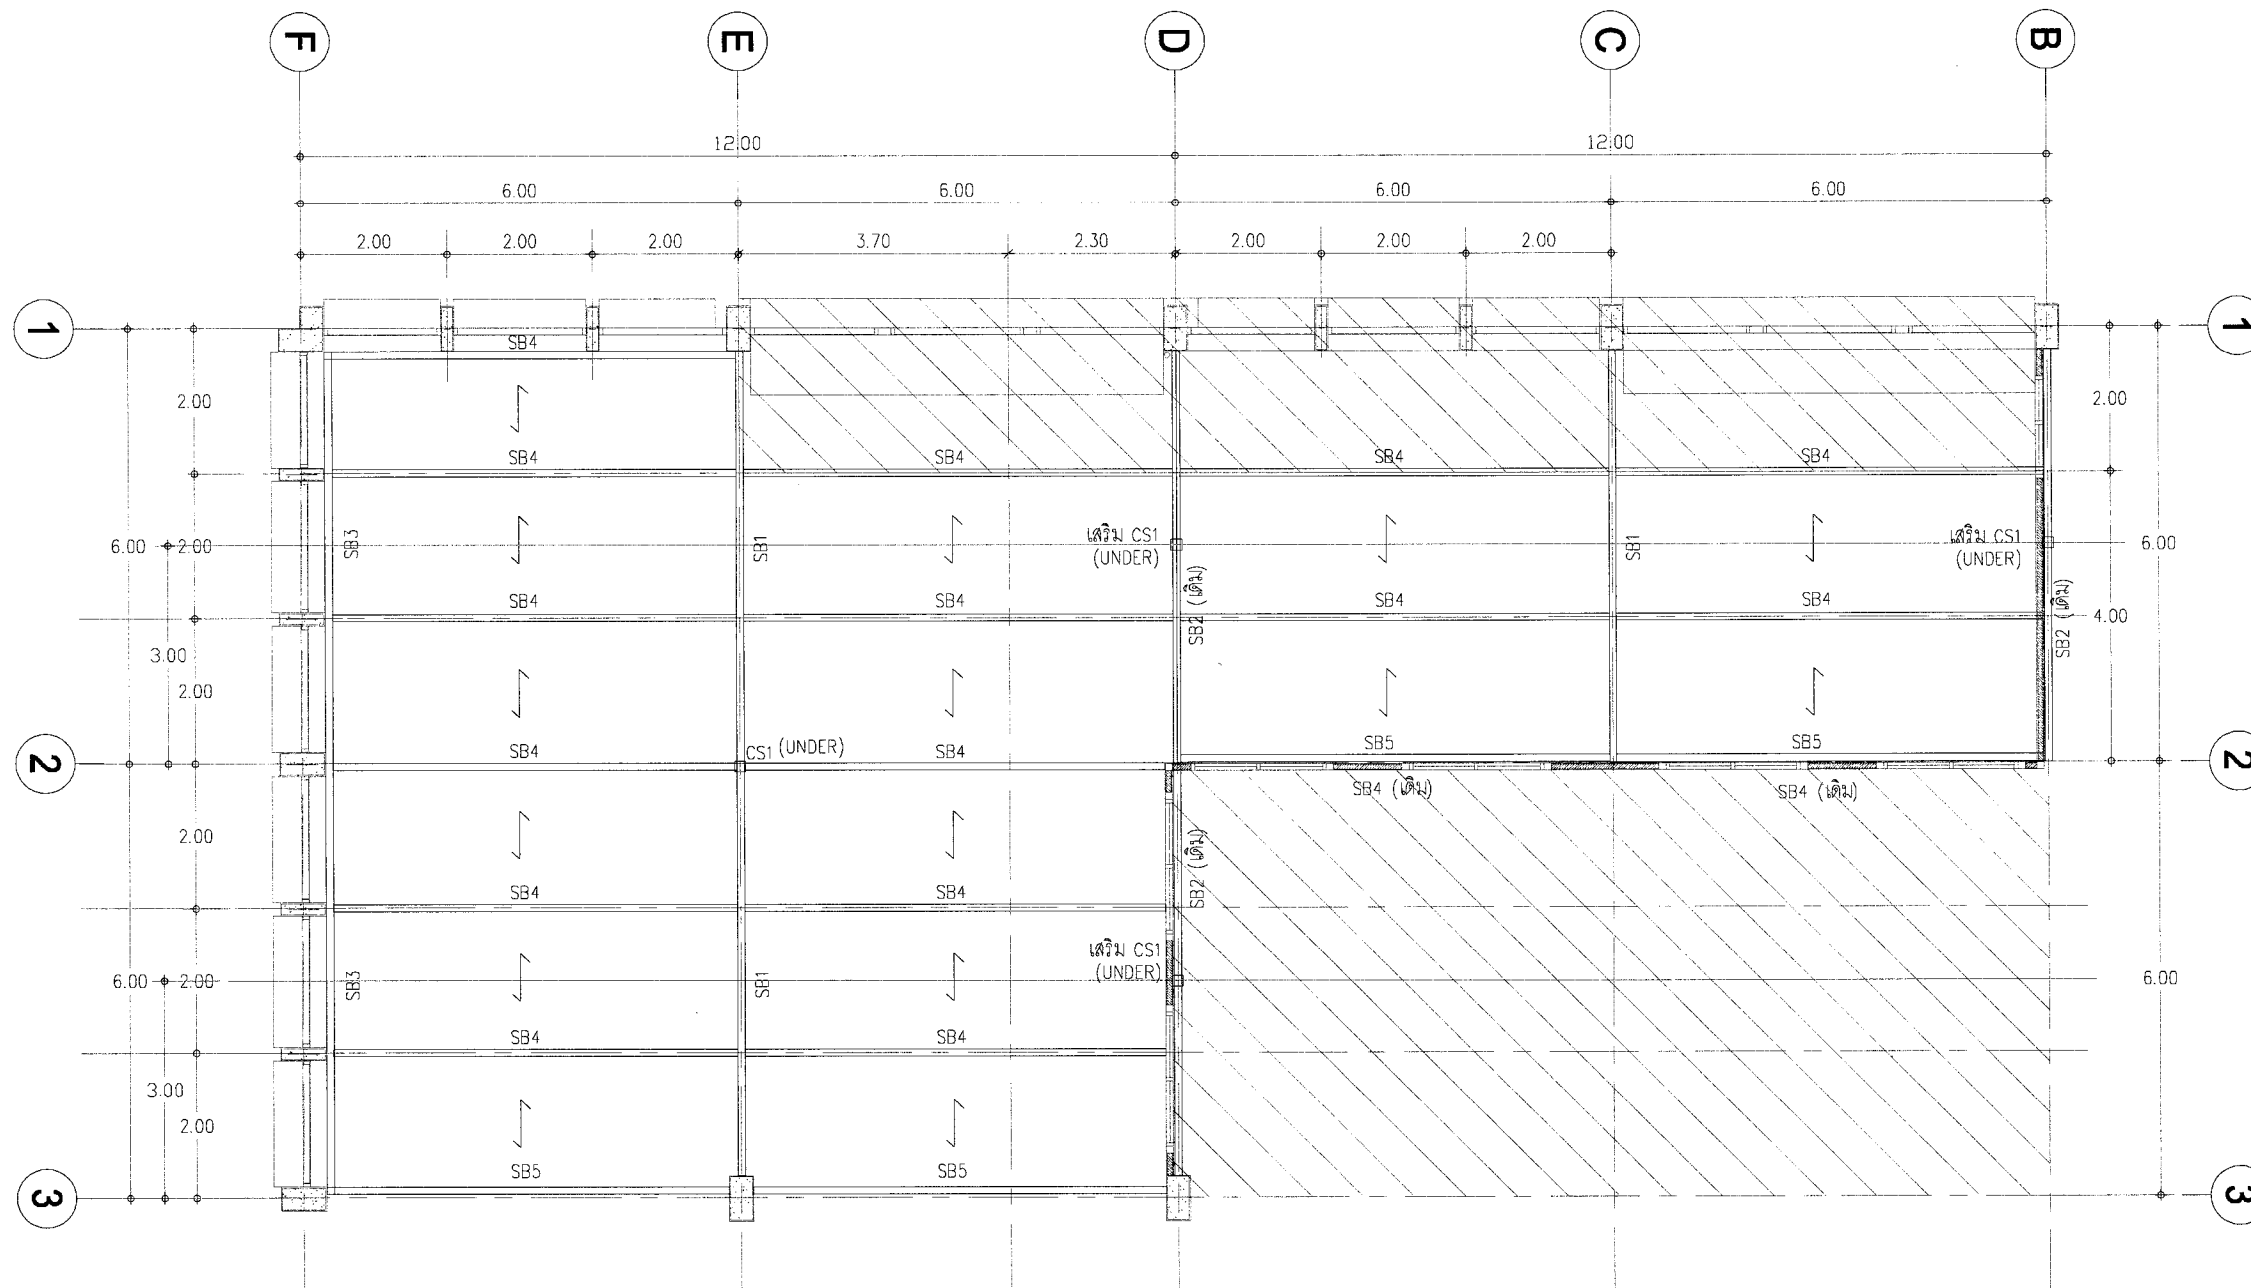 F E D C B
12.00 12.00
6.00 6.00 6.00 6.00
2.00 2.00 2.00 3.70 2.30 2.00 2.00 2.00
1 1
SB4
2.00 2.00
SB4 SB4 SB4 SB4
6.00 2.00 SB3 SB1 เสริม CS1 SB1 เสริม CS1 6.00
(UNDER) (UNDER)
SB4 SB4 SB2 (เดิม) SB4 SB4 SB2 (เดิม) 4.00
3.00
2.00
SB4 CS1 (UNDER) SB4 SB5 SB5
2 2
SB4 (เดิม) SB4 (เดิม)
2.00
SB4 SB4 SB2 (เดิม)
เสริม CS1
(UNDER)
6.00 2.00 SB3 SB1 6.00
SB4 SB4
3.00
2.00
SB5 SB5
3 3